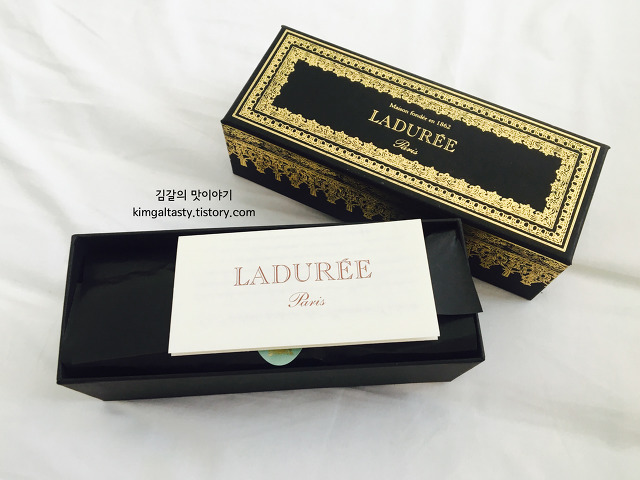 Maison fondée en 1862
LADURÉE
Paris
김갈의 맛이야기
kimgaltasty.tistory.com
LADURÉE
Paris